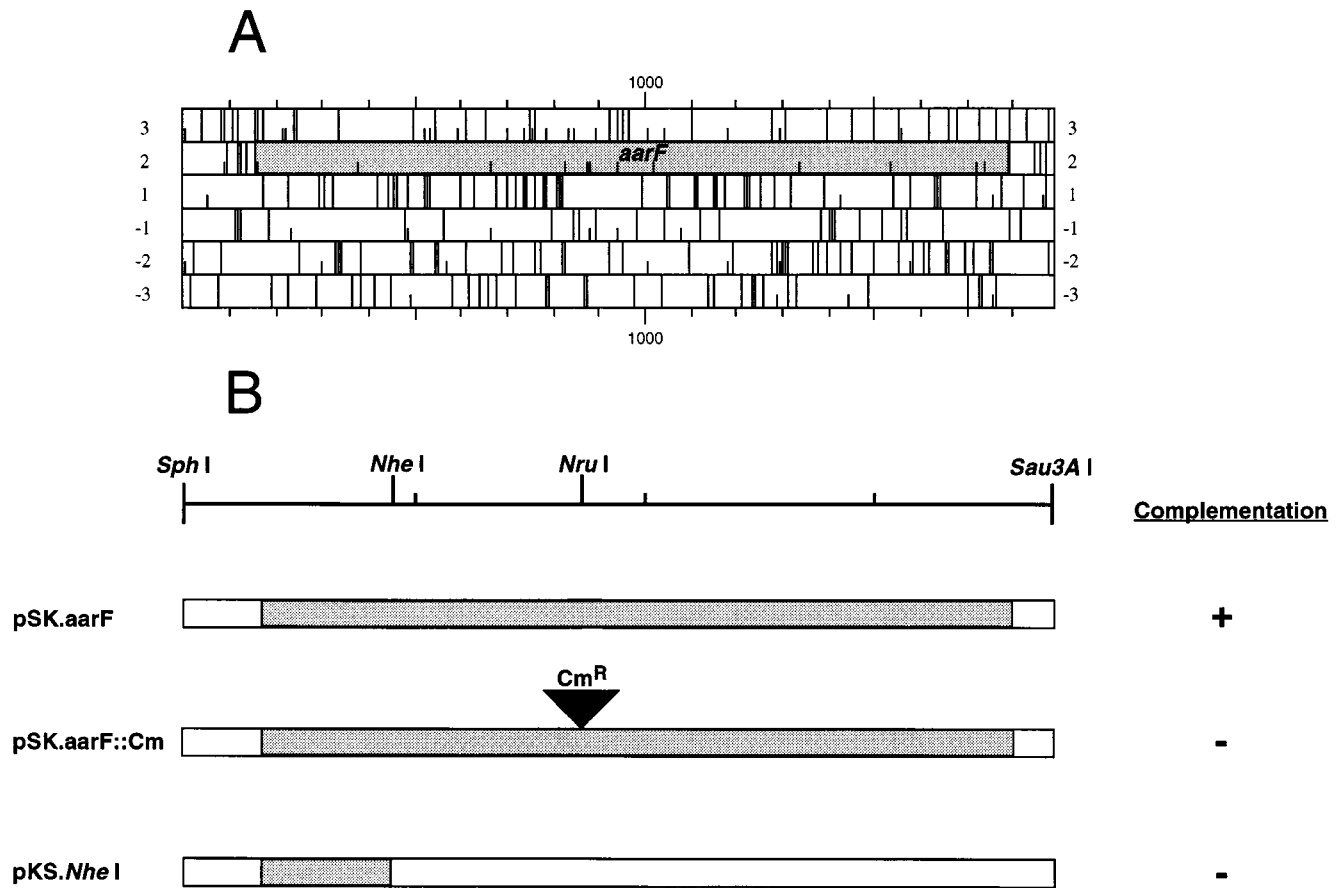 A
1000
3 3
aarF
2 2
1 1
-1 -1
-2 -2
-3 -3
1000
B
Sph I Nhe I Nru I Sau3A I
Complementation
pSK.aarF +
CmR
pSK.aarF::Cm -
pKS.Nhe I -